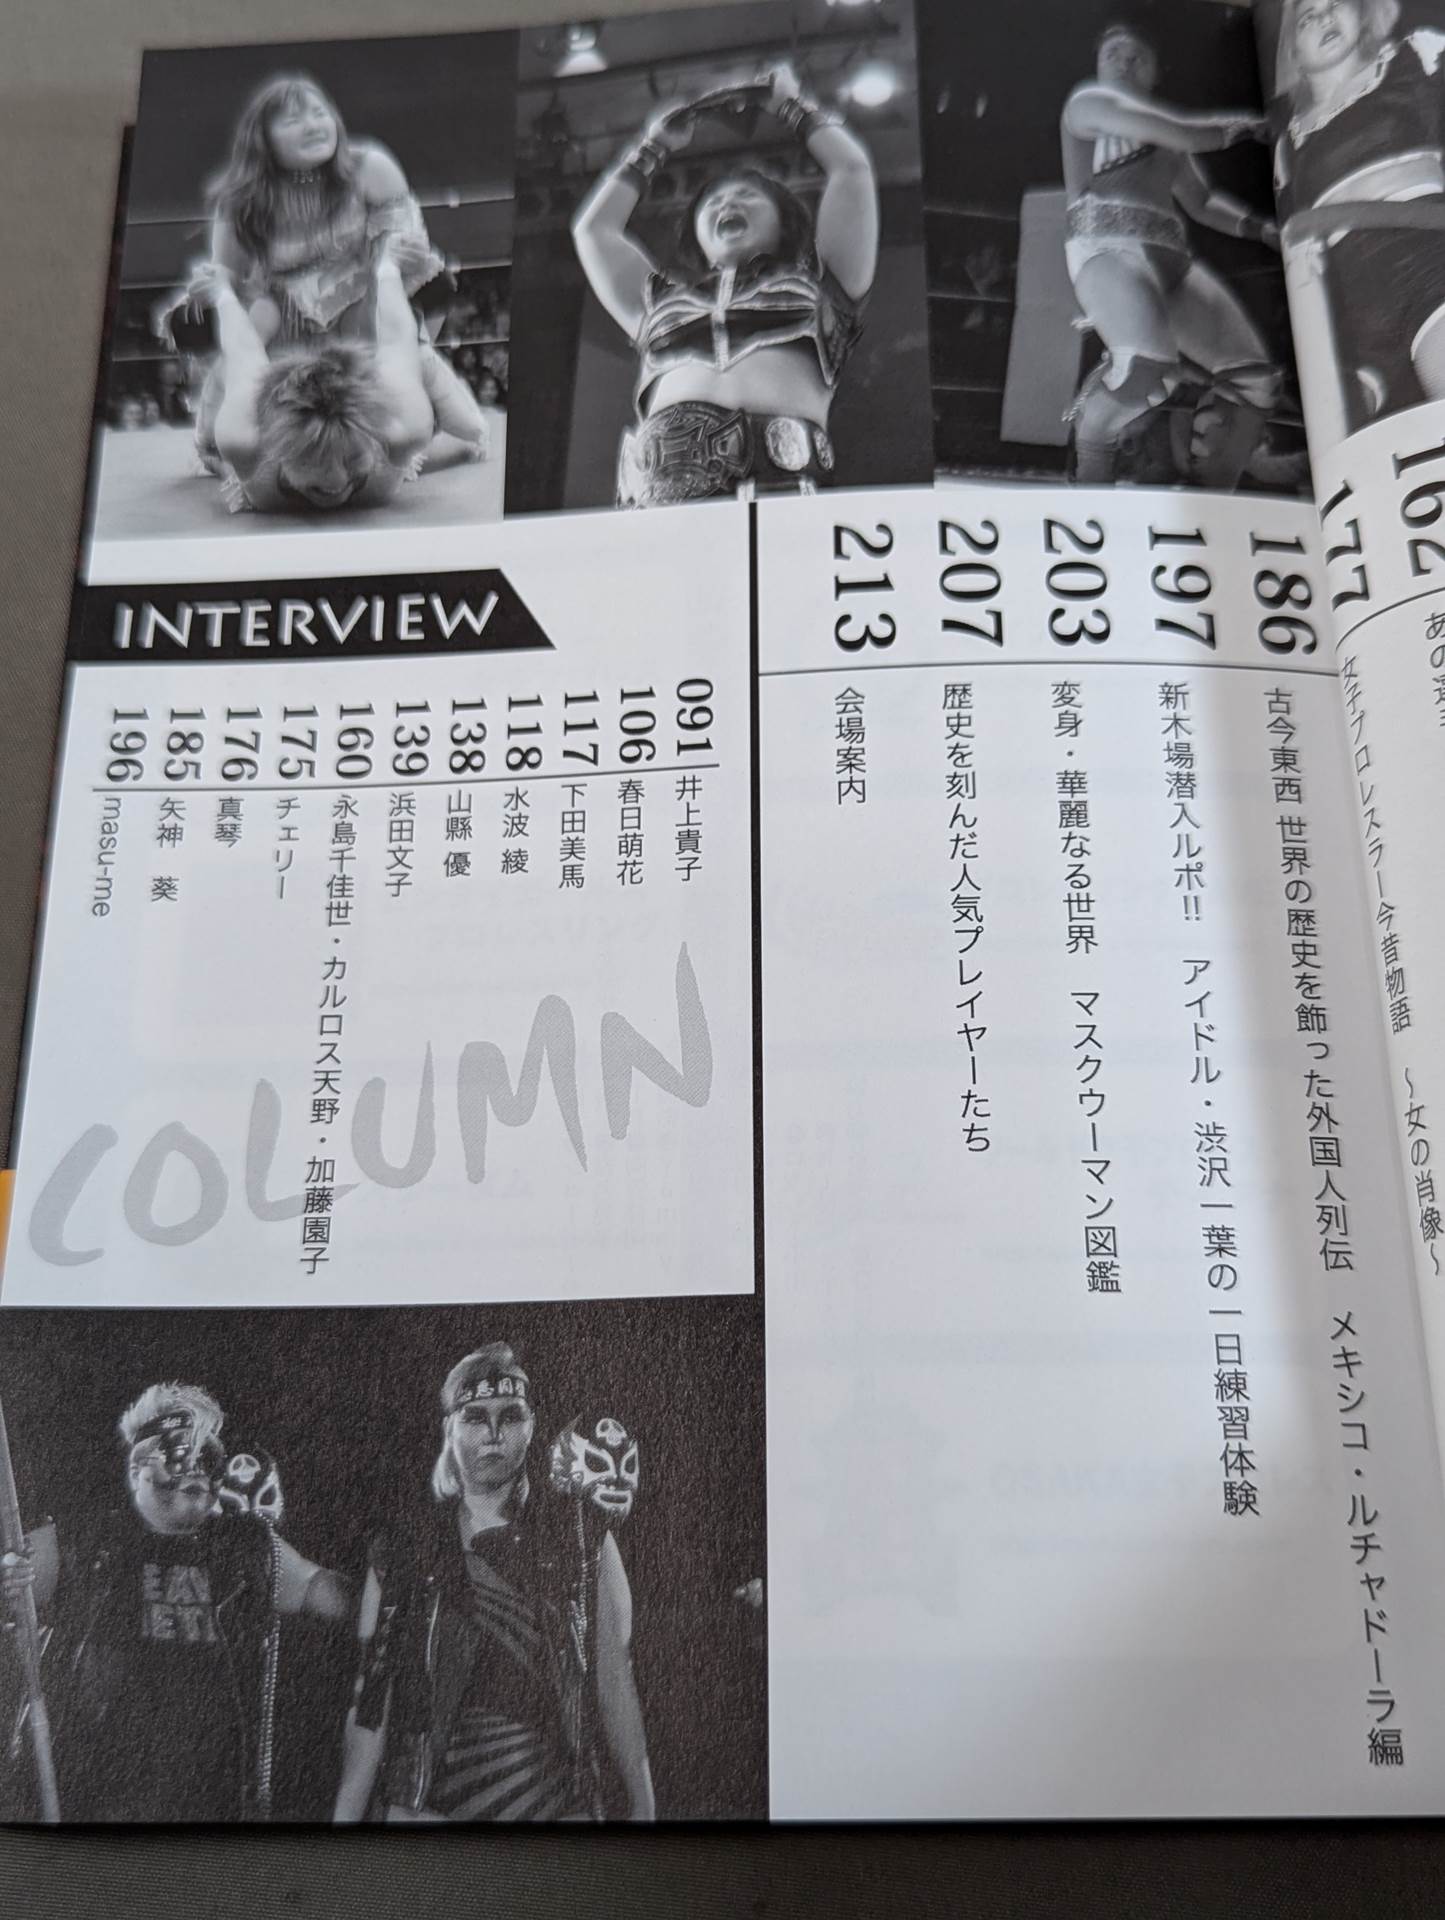 162
あの
177
女子プロレスラー今昔物語 ～女の肖像～
186
古今東西 世界の歴史を飾った外国人列伝 メキシコ・ルチャドーラ編
197
新木場潜入ルポ!! アイドル・渋沢一葉の一日練習体験
203
変身・華麗なる世界 マスクウーマン図鑑
207
歴史を刻んだ人気プレイヤーたち
213
会場案内
INTERVIEW
091
井上貴子
106
春日萌花
117
下田美馬
118
水波 綾
138
山縣 優
139
浜田文子
160
永島千佳世・カルロス天野・加藤園子
175
チェリー
176
真琴
185
矢神 葵
196
masu-me
COLUMN